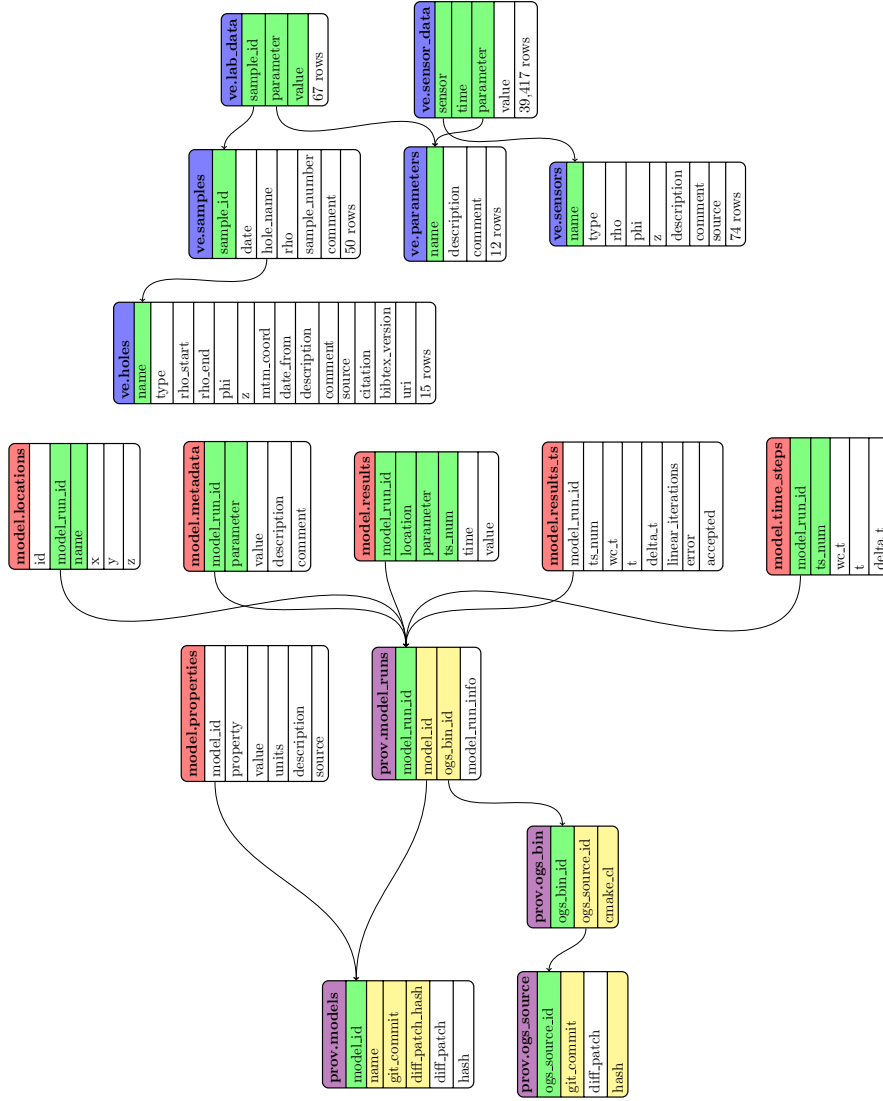 ve.lab_data
sample_id
parameter
value
67 rows
ve.sensor_data
sensor
time
parameter
value
39,417 rows
ve.samples
sample_id
date
hole_name
rho
sample_number
comment
50 rows
ve.parameters
name
description
comment
12 rows
ve.sensors
name
type
rho
phi
z
description
comment
source
74 rows
ve.holes
name
type
rho_start
rho_end
phi
z
mtm_coord
date_from
description
comment
source
citation
bibtex_version
uri
15 rows
model.locations
id
model_run_id
name
x
y
z
model.metadata
model_run_id
parameter
value
description
comment
model.results
model_run_id
location
parameter
ts_num
time
value
model.results_ts
model_run_id
ts_num
wc_t
t
delta_t
linear_iterations
error
accepted
model.time_steps
model_run_id
ts_num
wc_t
t
delta_t
model.properties
model_id
property
value
units
description
source
prov.model_runs
model_run_id
model_id
ogs_bin_id
model_run_info
prov.ogs_bin
ogs_bin_id
ogs_source_id
cmake_cl
prov.models
model_id
name
git_commit
diff_patch_hash
diff_patch
hash
prov.ogs_source
ogs_source_id
git_commit
diff_patch
hash